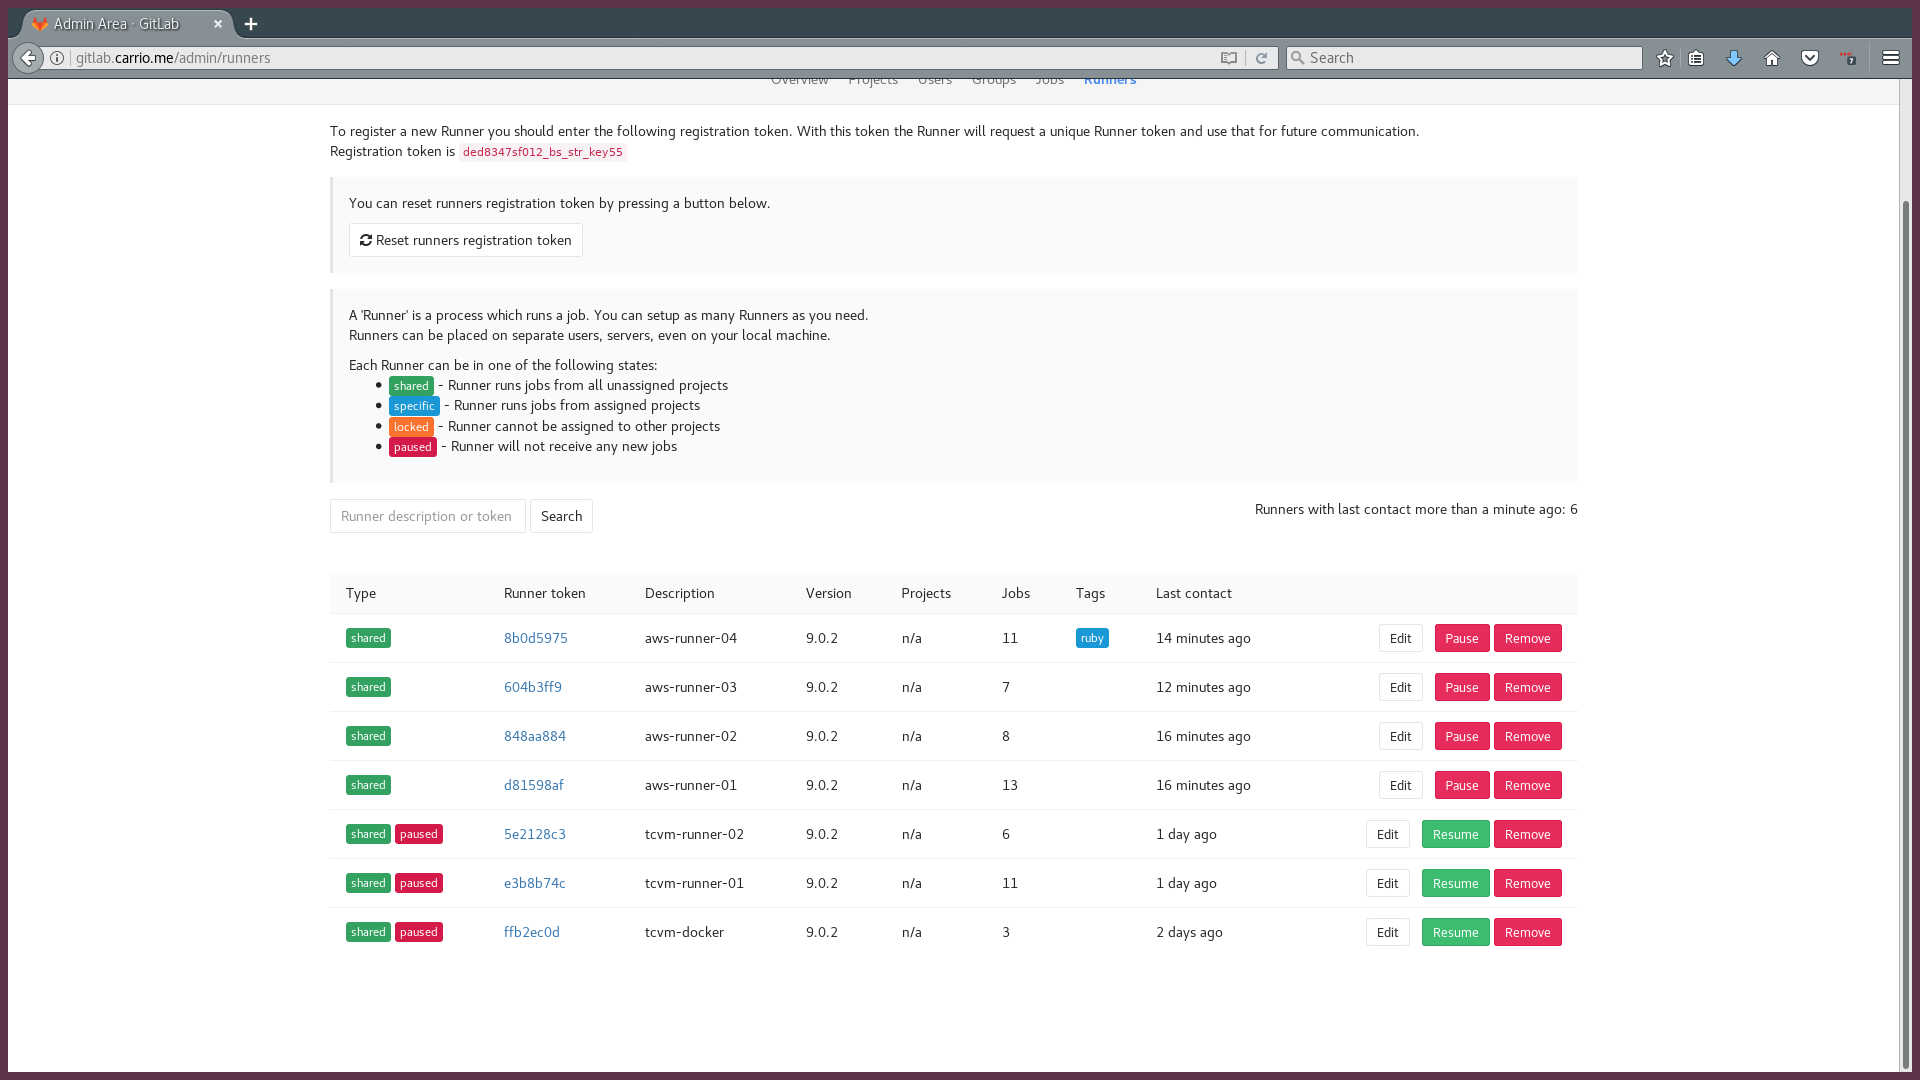 Admin Area · GitLab
gitlab.carrio.me/admin/runners
Search
7
Overview Projects Users Groups Jobs Runners
To register a new Runner you should enter the following registration token. With this token the Runner will request a unique Runner token and use that for future communication.
Registration token is ded8347sf012_bs_str_key55
You can reset runners registration token by pressing a button below.
Reset runners registration token
A 'Runner' is a process which runs a job. You can setup as many Runners as you need.
Runners can be placed on separate users, servers, even on your local machine.
Each Runner can be in one of the following states:
• shared - Runner runs jobs from all unassigned projects
• specific - Runner runs jobs from assigned projects
• locked - Runner cannot be assigned to other projects
• paused - Runner will not receive any new jobs
Runner description or token Search Runners with last contact more than a minute ago: 6
Type Runner token Description Version Projects Jobs Tags Last contact
shared 8b0d5975 aws-runner-04 9.0.2 n/a 11 ruby 14 minutes ago Edit Pause Remove
shared 604b3ff9 aws-runner-03 9.0.2 n/a 7 12 minutes ago Edit Pause Remove
shared 848aa884 aws-runner-02 9.0.2 n/a 8 16 minutes ago Edit Pause Remove
shared d81598af aws-runner-01 9.0.2 n/a 13 16 minutes ago Edit Pause Remove
shared paused 5e2128c3 tcvm-runner-02 9.0.2 n/a 6 1 day ago Edit Resume Remove
shared paused e3b8b74c tcvm-runner-01 9.0.2 n/a 11 1 day ago Edit Resume Remove
shared paused ffb2ec0d tcvm-docker 9.0.2 n/a 3 2 days ago Edit Resume Remove